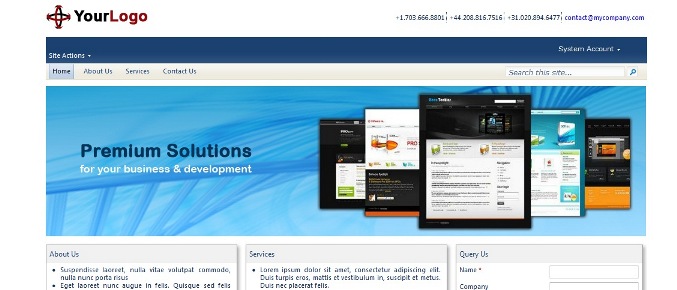 YourLogo
+1.703.666.8801 +44.208.816.7516 +31.020.894.6477 contact@mycompany.com
System Account
Site Actions
Home About Us Services Contact Us Search this site...
Premium Solutions
for your business & development
About Us
Suspendisse laoreet, nulla vitae volutpat commodo,
nulla nunc porta risus
Eget laoreet nunc augue in felis. Quisque sed felis
Services
Lorem ipsum dolor sit amet, consectetur adipiscing elit.
Duis turpis eros, mattis et vestibulum in, suscipit et metus.
Duis nec placerat felis.
Query Us
Name *
Company